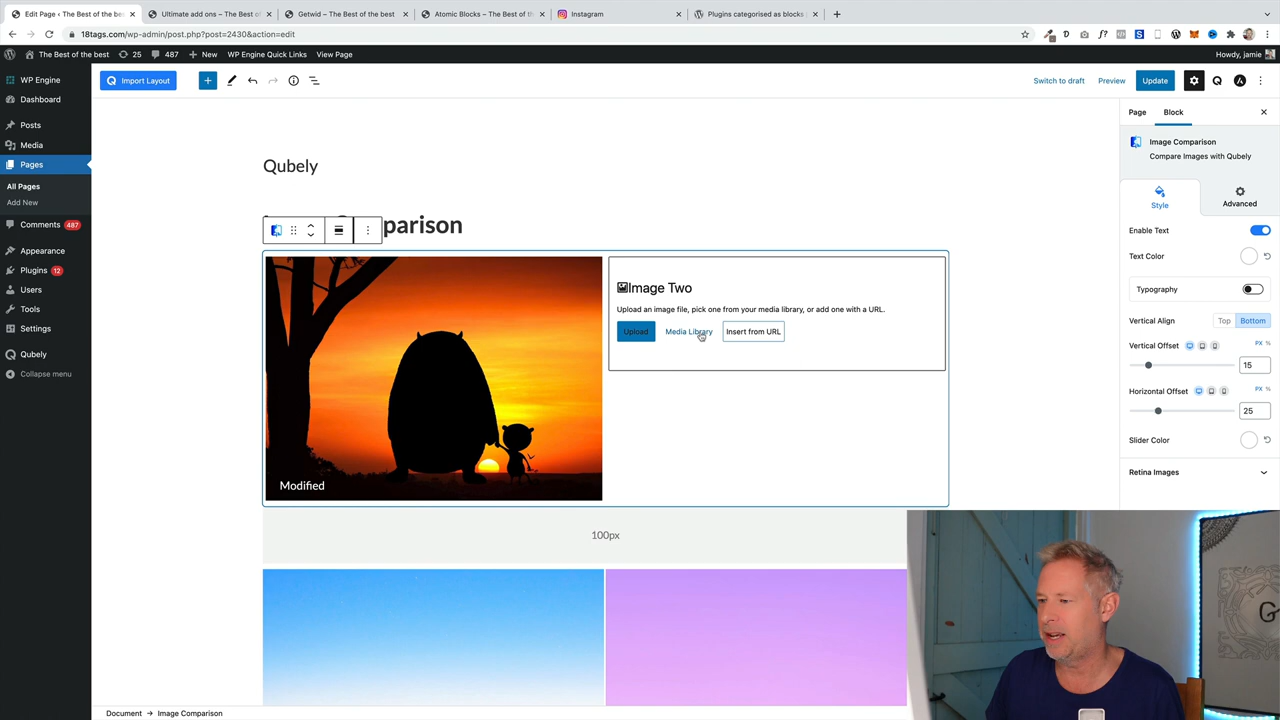 Edit Page ‹ The Best of the bes
Ultimate add ons – The Best of t
Getwid – The Best of the best
Atomic Blocks – The Best of the
Instagram
Plugins categorised as blocks
18tags.com/wp-admin/post.php?post=2430&action=edit
The Best of the best
25
487
New
WP Engine Quick Links
View Page
Howdy, jamie
WP Engine
Dashboard
Posts
Media
Pages
All Pages
Add New
Comments 487
Appearance
Plugins 12
Users
Tools
Settings
Qubely
Collapse menu
Import Layout
Switch to draft
Preview
Update
Qubely
parison
Modified
Image Two
Upload an image file, pick one from your media library, or add one with a URL.
Upload
Media Library
Insert from URL
100px
Document → Image Comparison
Page
Block
Image Comparison
Compare Images with Qubely
Style
Advanced
Enable Text
Text Color
Typography
Vertical Align
Top
Bottom
Vertical Offset
PX %
15
Horizontal Offset
PX %
25
Slider Color
Retina Images
G